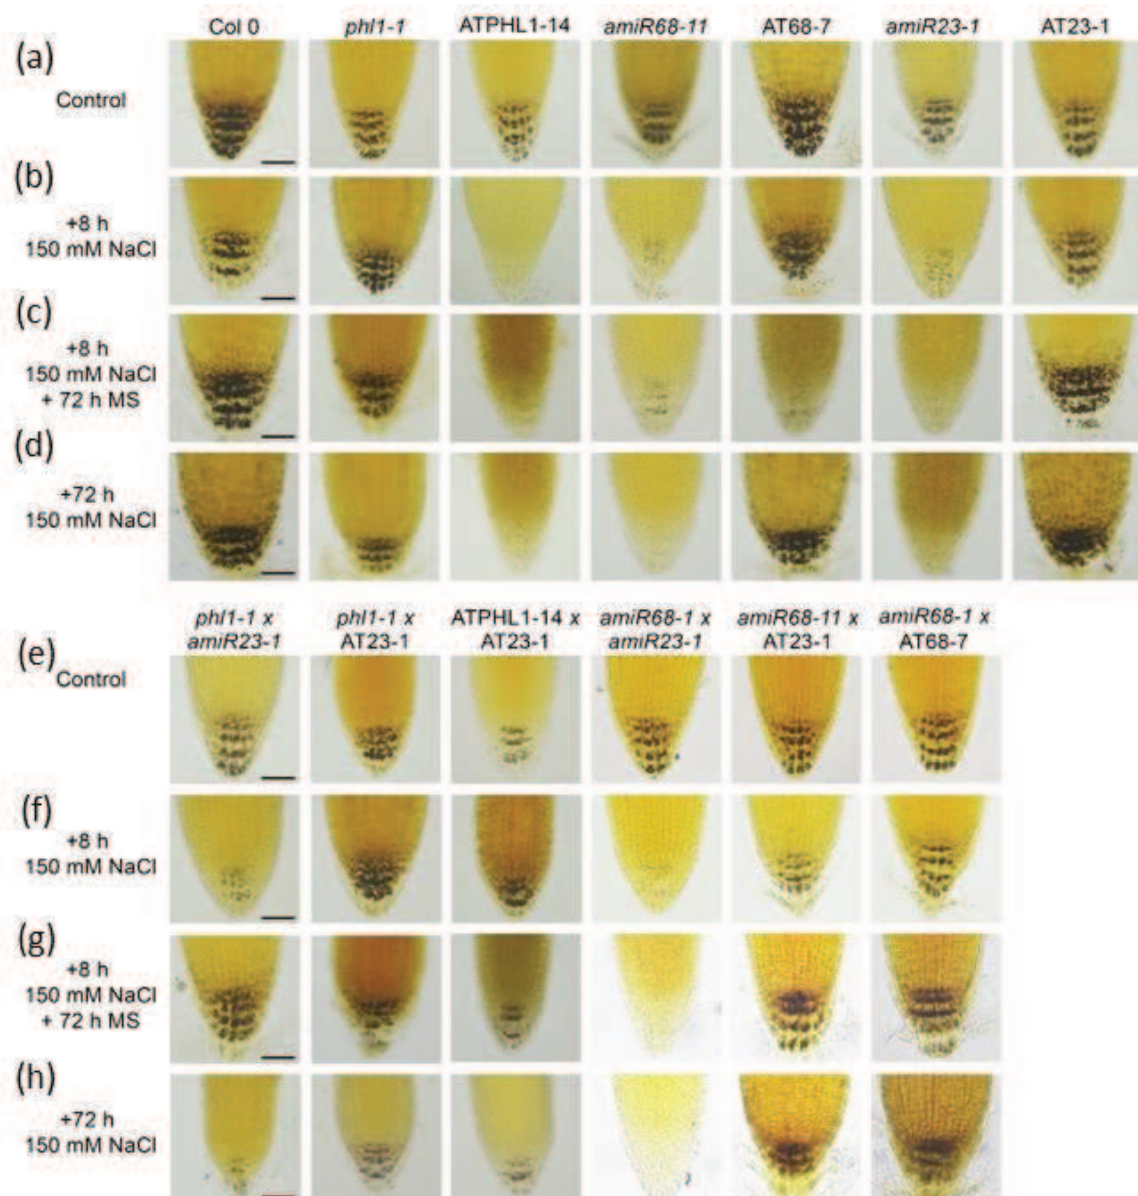 Col 0 phl1-1 ATPHL1-14 amiR68-11 AT68-7 amiR23-1 AT23-1
(a)
Control
(b)
+8 h
150 mM NaCl
(c)
+8 h
150 mM NaCl
+ 72 h MS
(d)
+72 h
150 mM NaCl
phl1-1 x phl1-1 x ATPHL1-14 x amiR68-1 x amiR68-11 x amiR68-1 x
amiR23-1 AT23-1 AT23-1 amiR23-1 AT23-1 AT68-7
(e)
Control
(f)
+8 h
150 mM NaCl
(g)
+8 h
150 mM NaCl
+ 72 h MS
(h)
+72 h
150 mM NaCl